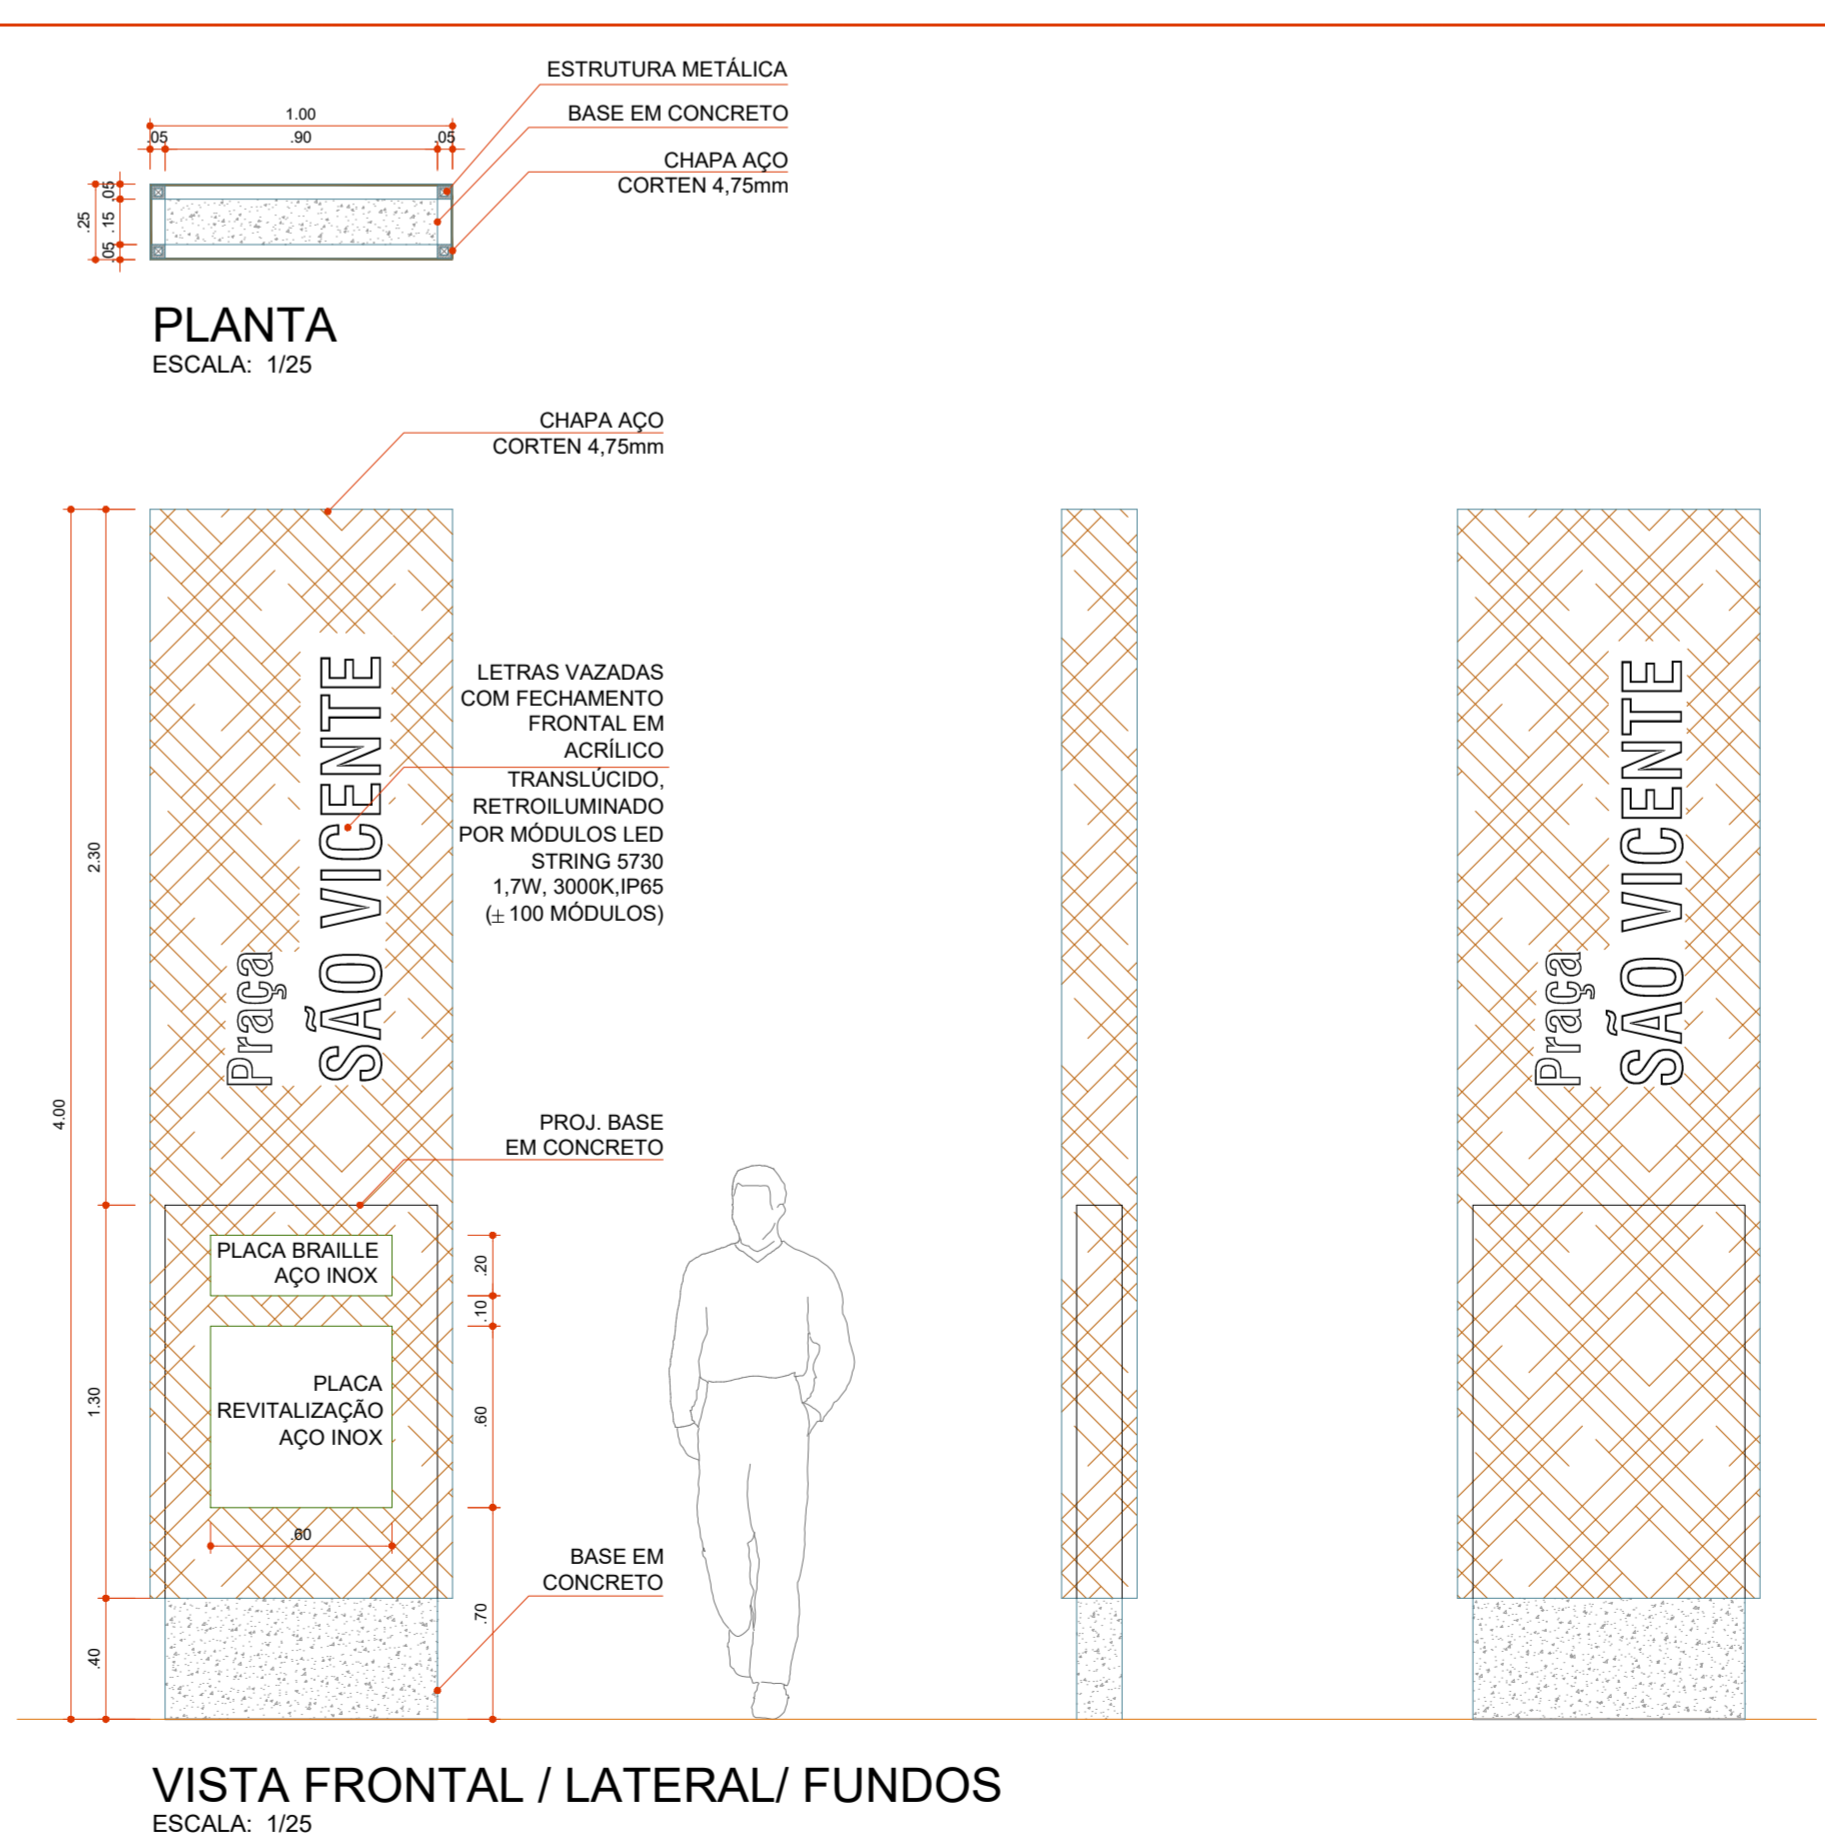 ESTRUTURA METÁLICA
BASE EM CONCRETO
CHAPA AÇO
CORTEN 4,75mm
1.00
.05
.90
.05
.25
.05
.15
.05
PLANTA
ESCALA: 1/25
CHAPA AÇO
CORTEN 4,75mm
LETRAS VAZADAS
COM FECHAMENTO
FRONTAL EM
ACRÍLICO
TRANSLÚCIDO,
RETROILUMINADO
POR MÓDULOS LED
STRING 5730
1,7W, 3000K,IP65
(± 100 MÓDULOS)
Praça
SÃO VICENTE
Praça
SÃO VICENTE
4.00
2.30
1.30
.40
PROJ. BASE
EM CONCRETO
PLACA BRAILLE
AÇO INOX
PLACA
REVITALIZAÇÃO
AÇO INOX
.60
.20
.10
.60
.70
BASE EM
CONCRETO
VISTA FRONTAL / LATERAL/ FUNDOS
ESCALA: 1/25